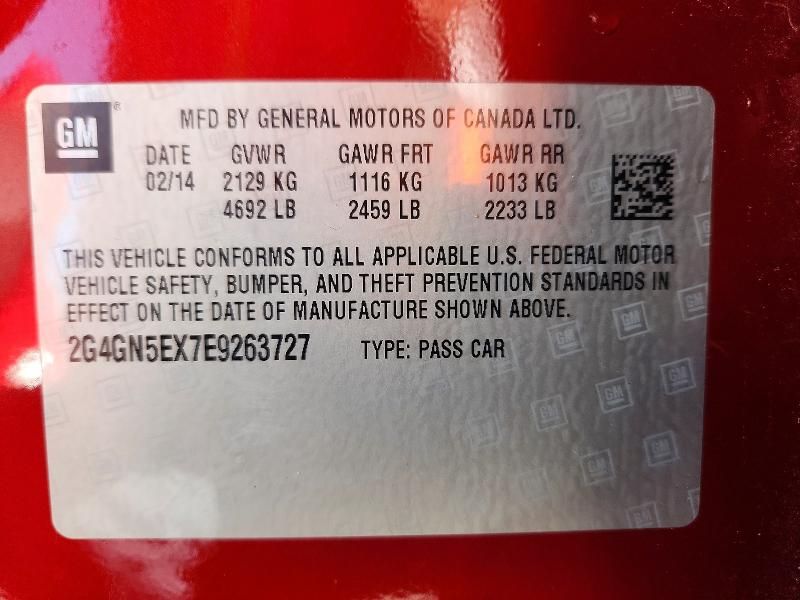 GM®
MFD BY GENERAL MOTORS OF CANADA LTD.
DATE GVWR GAWR FRT GAWR RR
02/14 2129 KG 1116 KG 1013 KG
4692 LB 2459 LB 2233 LB
THIS VEHICLE CONFORMS TO ALL APPLICABLE U.S. FEDERAL MOTOR
VEHICLE SAFETY, BUMPER, AND THEFT PREVENTION STANDARDS IN
EFFECT ON THE DATE OF MANUFACTURE SHOWN ABOVE.
2G4GN5EX7E9263727 TYPE: PASS CAR